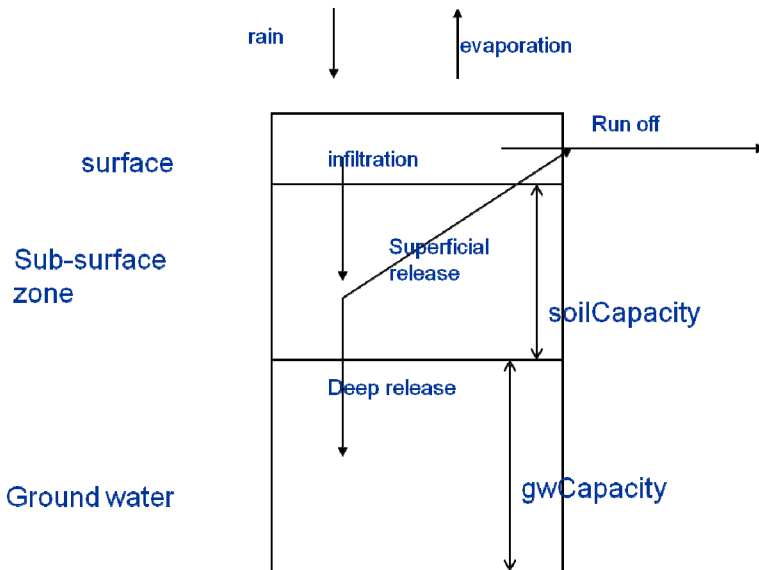 rain
evaporation
Run off
surface
infiltration
Sub-surface
zone
Superficial
release
soilCapacity
Deep release
Ground water
gwCapacity